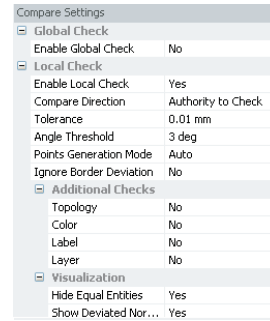 Compare Settings
Global Check
Enable Global Check No
Local Check
Enable Local Check Yes
Compare Direction Authority to Check
Tolerance 0.01 mm
Angle Threshold 3 deg
Points Generation Mode Auto
Ignore Border Deviation No
Additional Checks
Topology No
Color No
Label No
Layer No
Visualization
Hide Equal Entities Yes
Show Deviated Nor... Yes